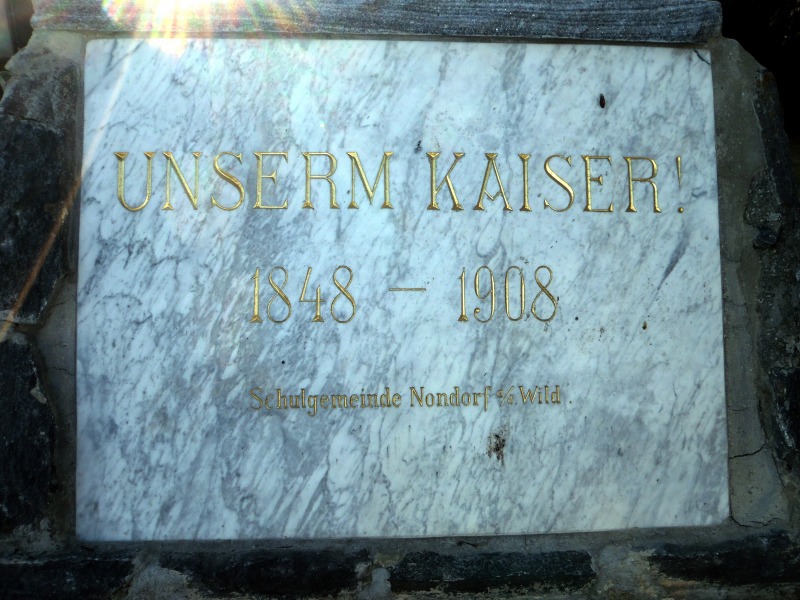 UNSERM KAISER!
1848 – 1908
Schulgemeinde Nondorf a/d. Wild.